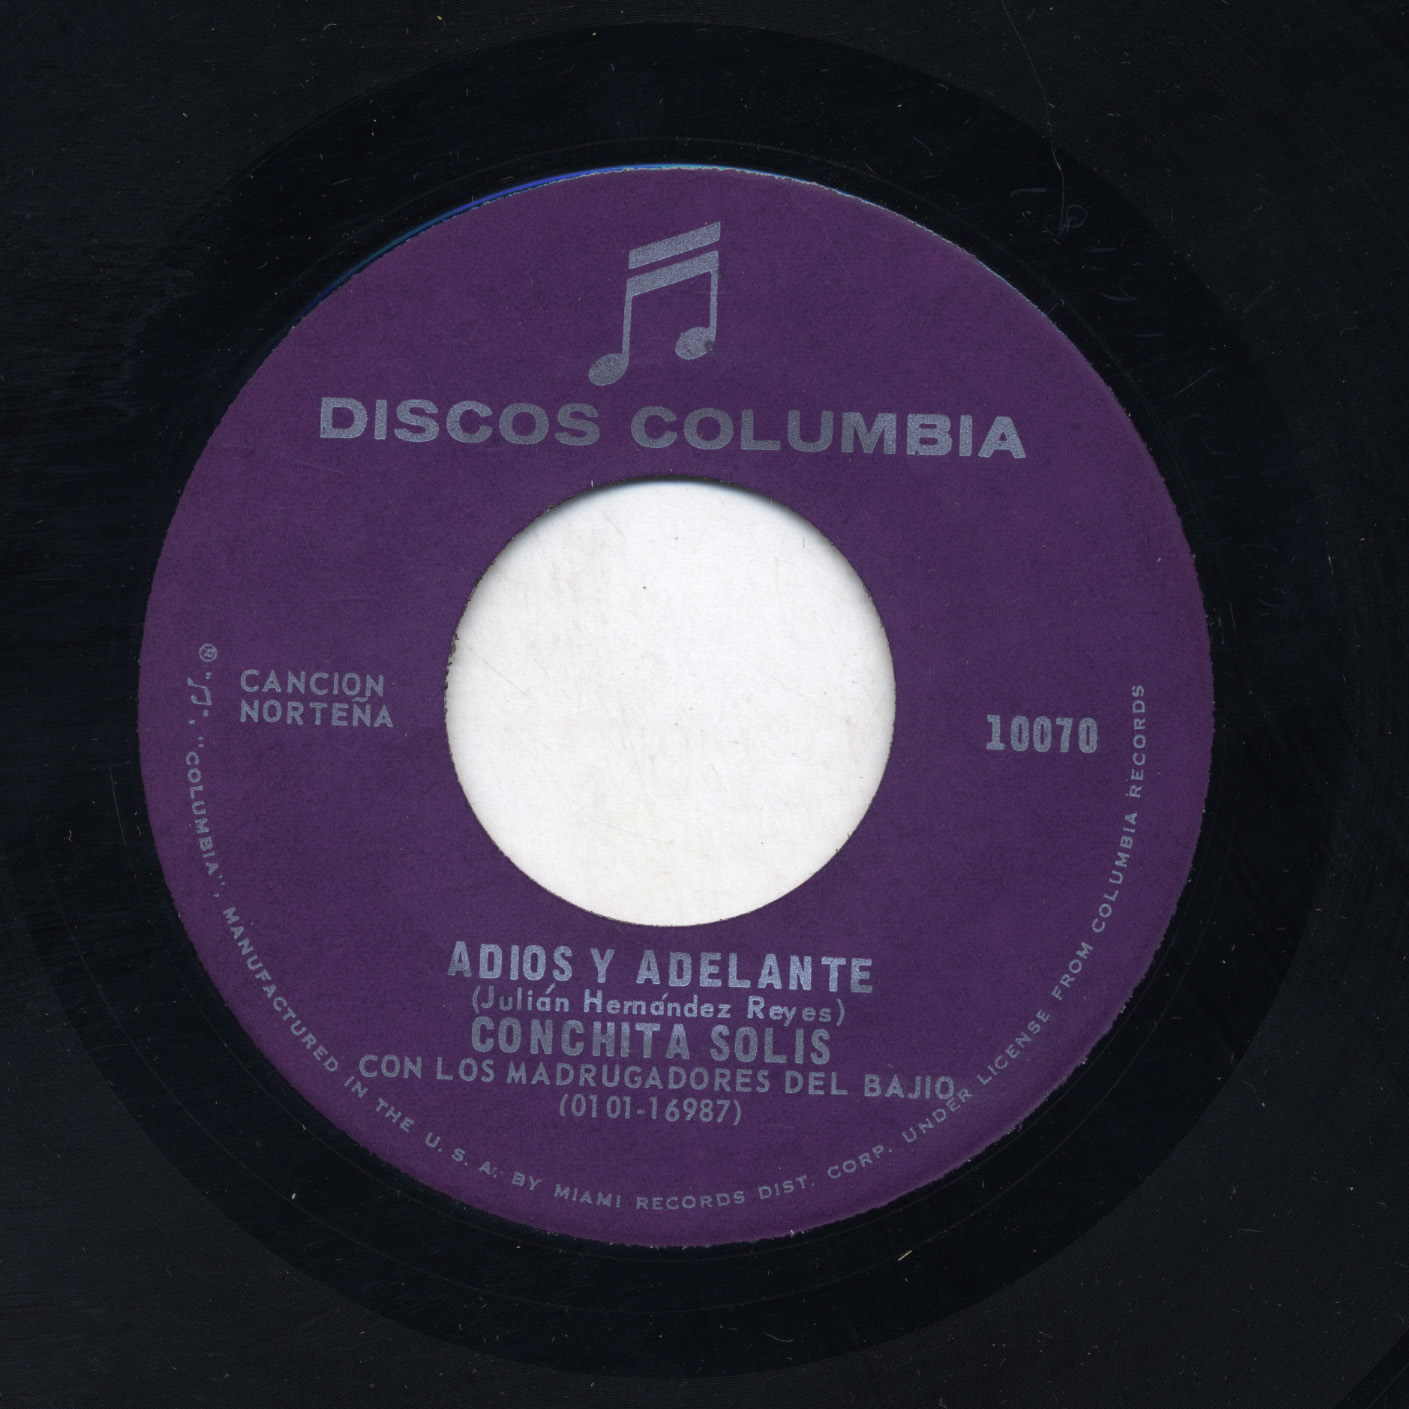 DISCOS COLUMBIA
CANCION
NORTEÑA
10070
ADIOS Y ADELANTE
(Julián Hernández Reyes)
CONCHITA SOLIS
CON LOS MADRUGADORES DEL BAJIO
(0101-16987)
® "♫", "COLUMBIA", MANUFACTURED IN THE U. S. A. BY MIAMI RECORDS DIST. CORP. UNDER LICENSE FROM COLUMBIA RECORDS